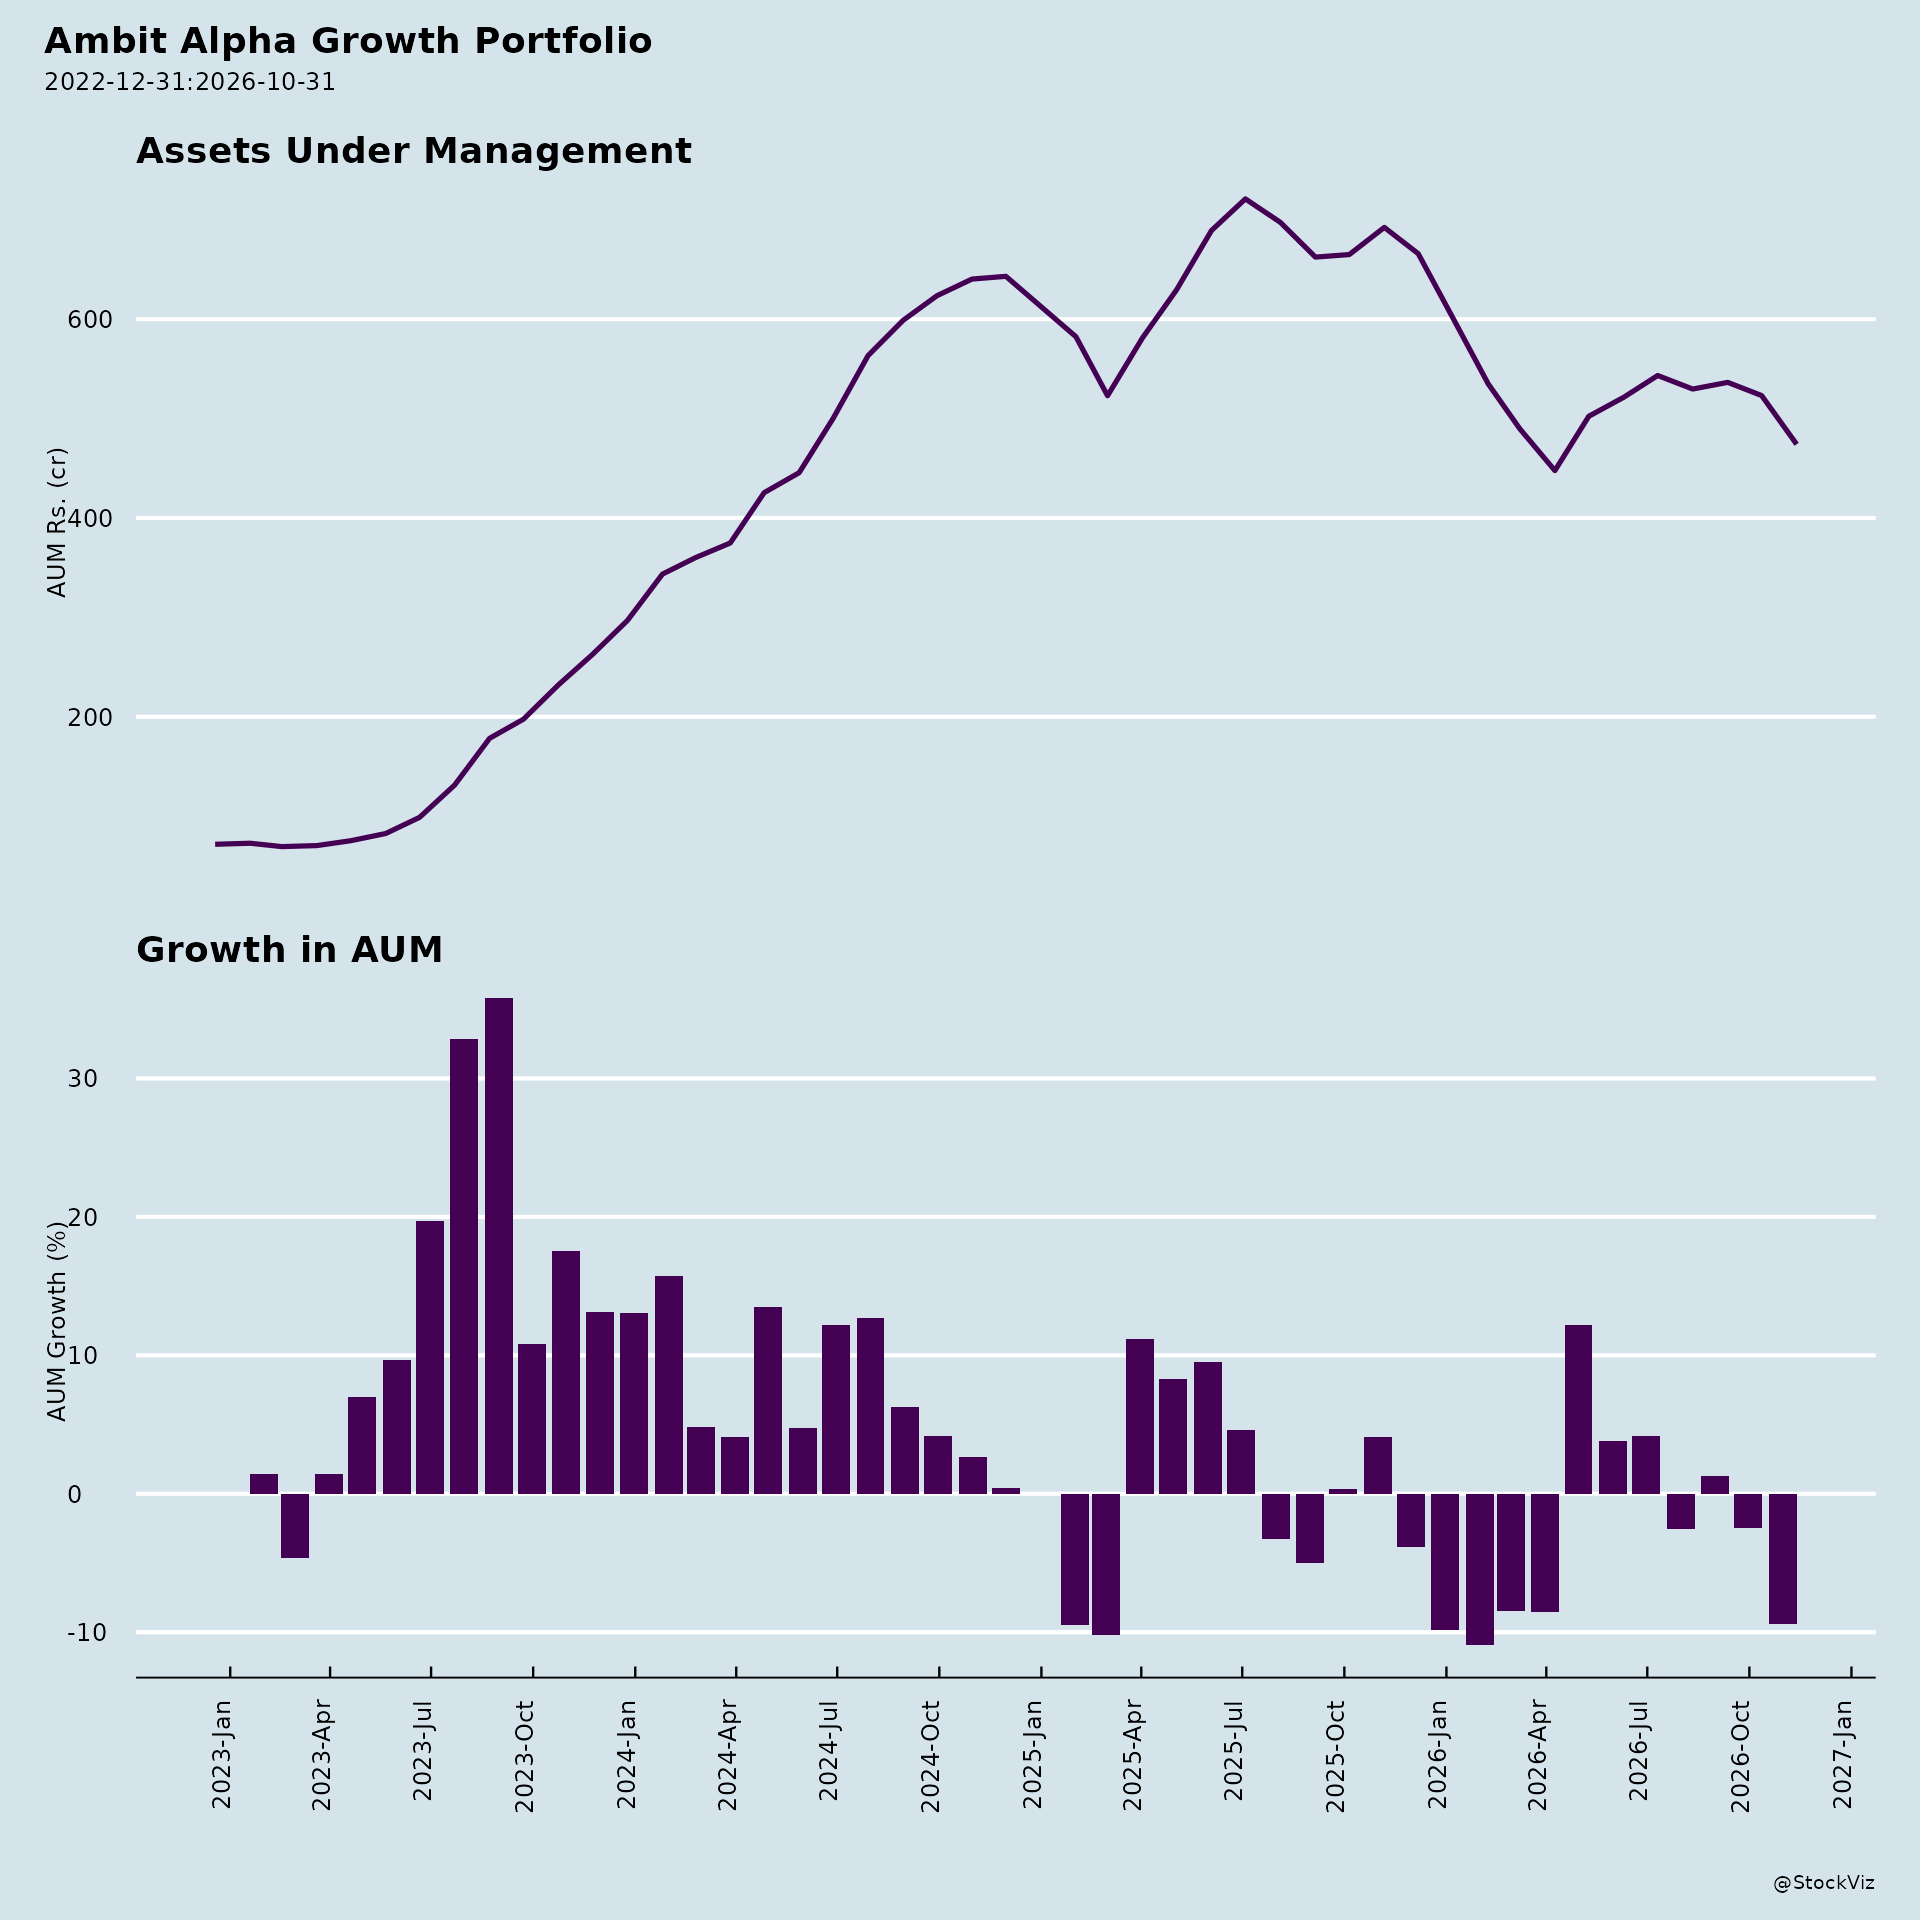 Ambit Alpha Growth Portfolio
2022-12-31:2026-10-31
Assets Under Management
AUM Rs. (cr)
600
400
200
Growth in AUM
AUM Growth (%)
30
20
10
0
-10
2023-Jan
2023-Apr
2023-Jul
2023-Oct
2024-Jan
2024-Apr
2024-Jul
2024-Oct
2025-Jan
2025-Apr
2025-Jul
2025-Oct
2026-Jan
2026-Apr
2026-Jul
2026-Oct
2027-Jan
@StockViz